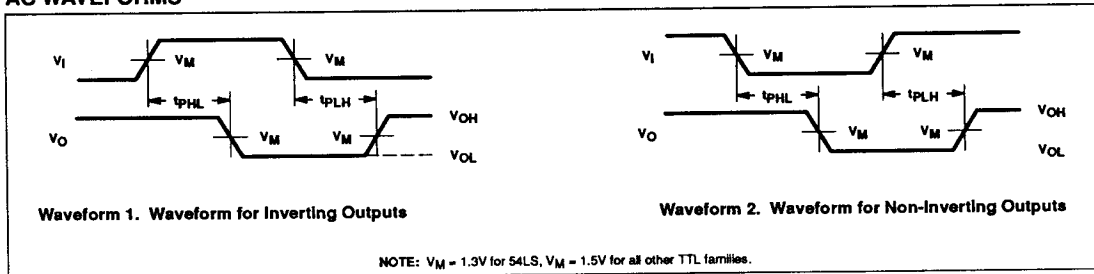 AC WAVEFORMS
VI
VM
VM
tPHL
tPLH
VO
VM
VM
VOH
VOL
Waveform 1. Waveform for Inverting Outputs
VI
VM
VM
tPHL
tPLH
VO
VM
VM
VOH
VOL
Waveform 2. Waveform for Non-Inverting Outputs
NOTE: VM = 1.3V for 54LS, VM = 1.5V for all other TTL families.